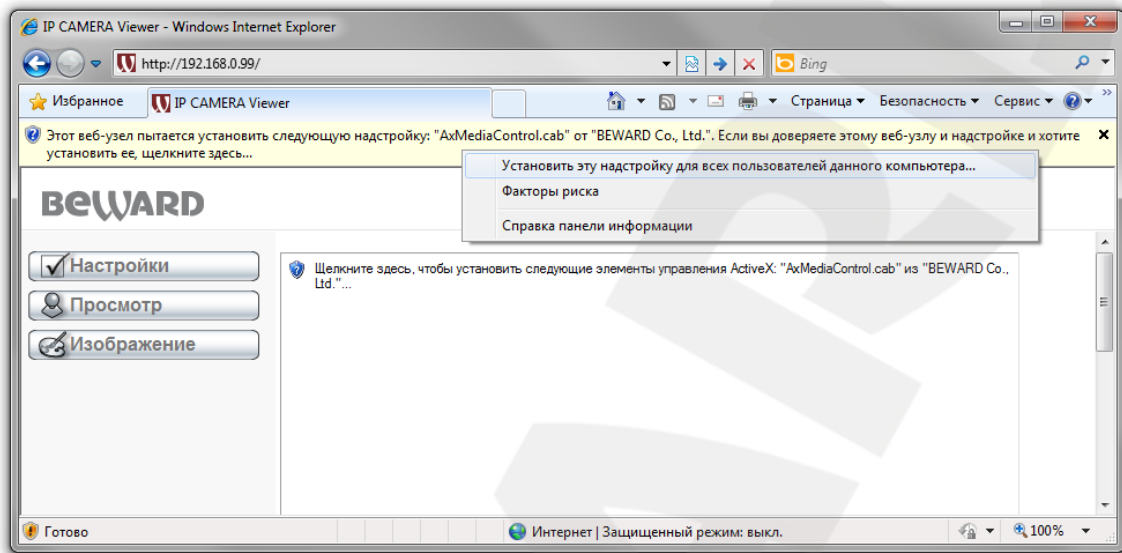 IP CAMERA Viewer - Windows Internet Explorer
http://192.168.0.99/
Bing
Избранное
IP CAMERA Viewer
Страница
Безопасность
Сервис
Этот веб-узел пытается установить следующую надстройку: "AxMediaControl.cab" от "BEWARD Co., Ltd.". Если вы доверяете этому веб-узлу и надстройке и хотите
установить ее, щелкните здесь...
Установить эту надстройку для всех пользователей данного компьютера...
Факторы риска
Справка панели информации
BEWARD
Настройки
Просмотр
Изображение
Щелкните здесь, чтобы установить следующие элементы управления ActiveX: "AxMediaControl.cab" из "BEWARD Co.,
Ltd."...
Готово
Интернет | Защищенный режим: выкл.
100%